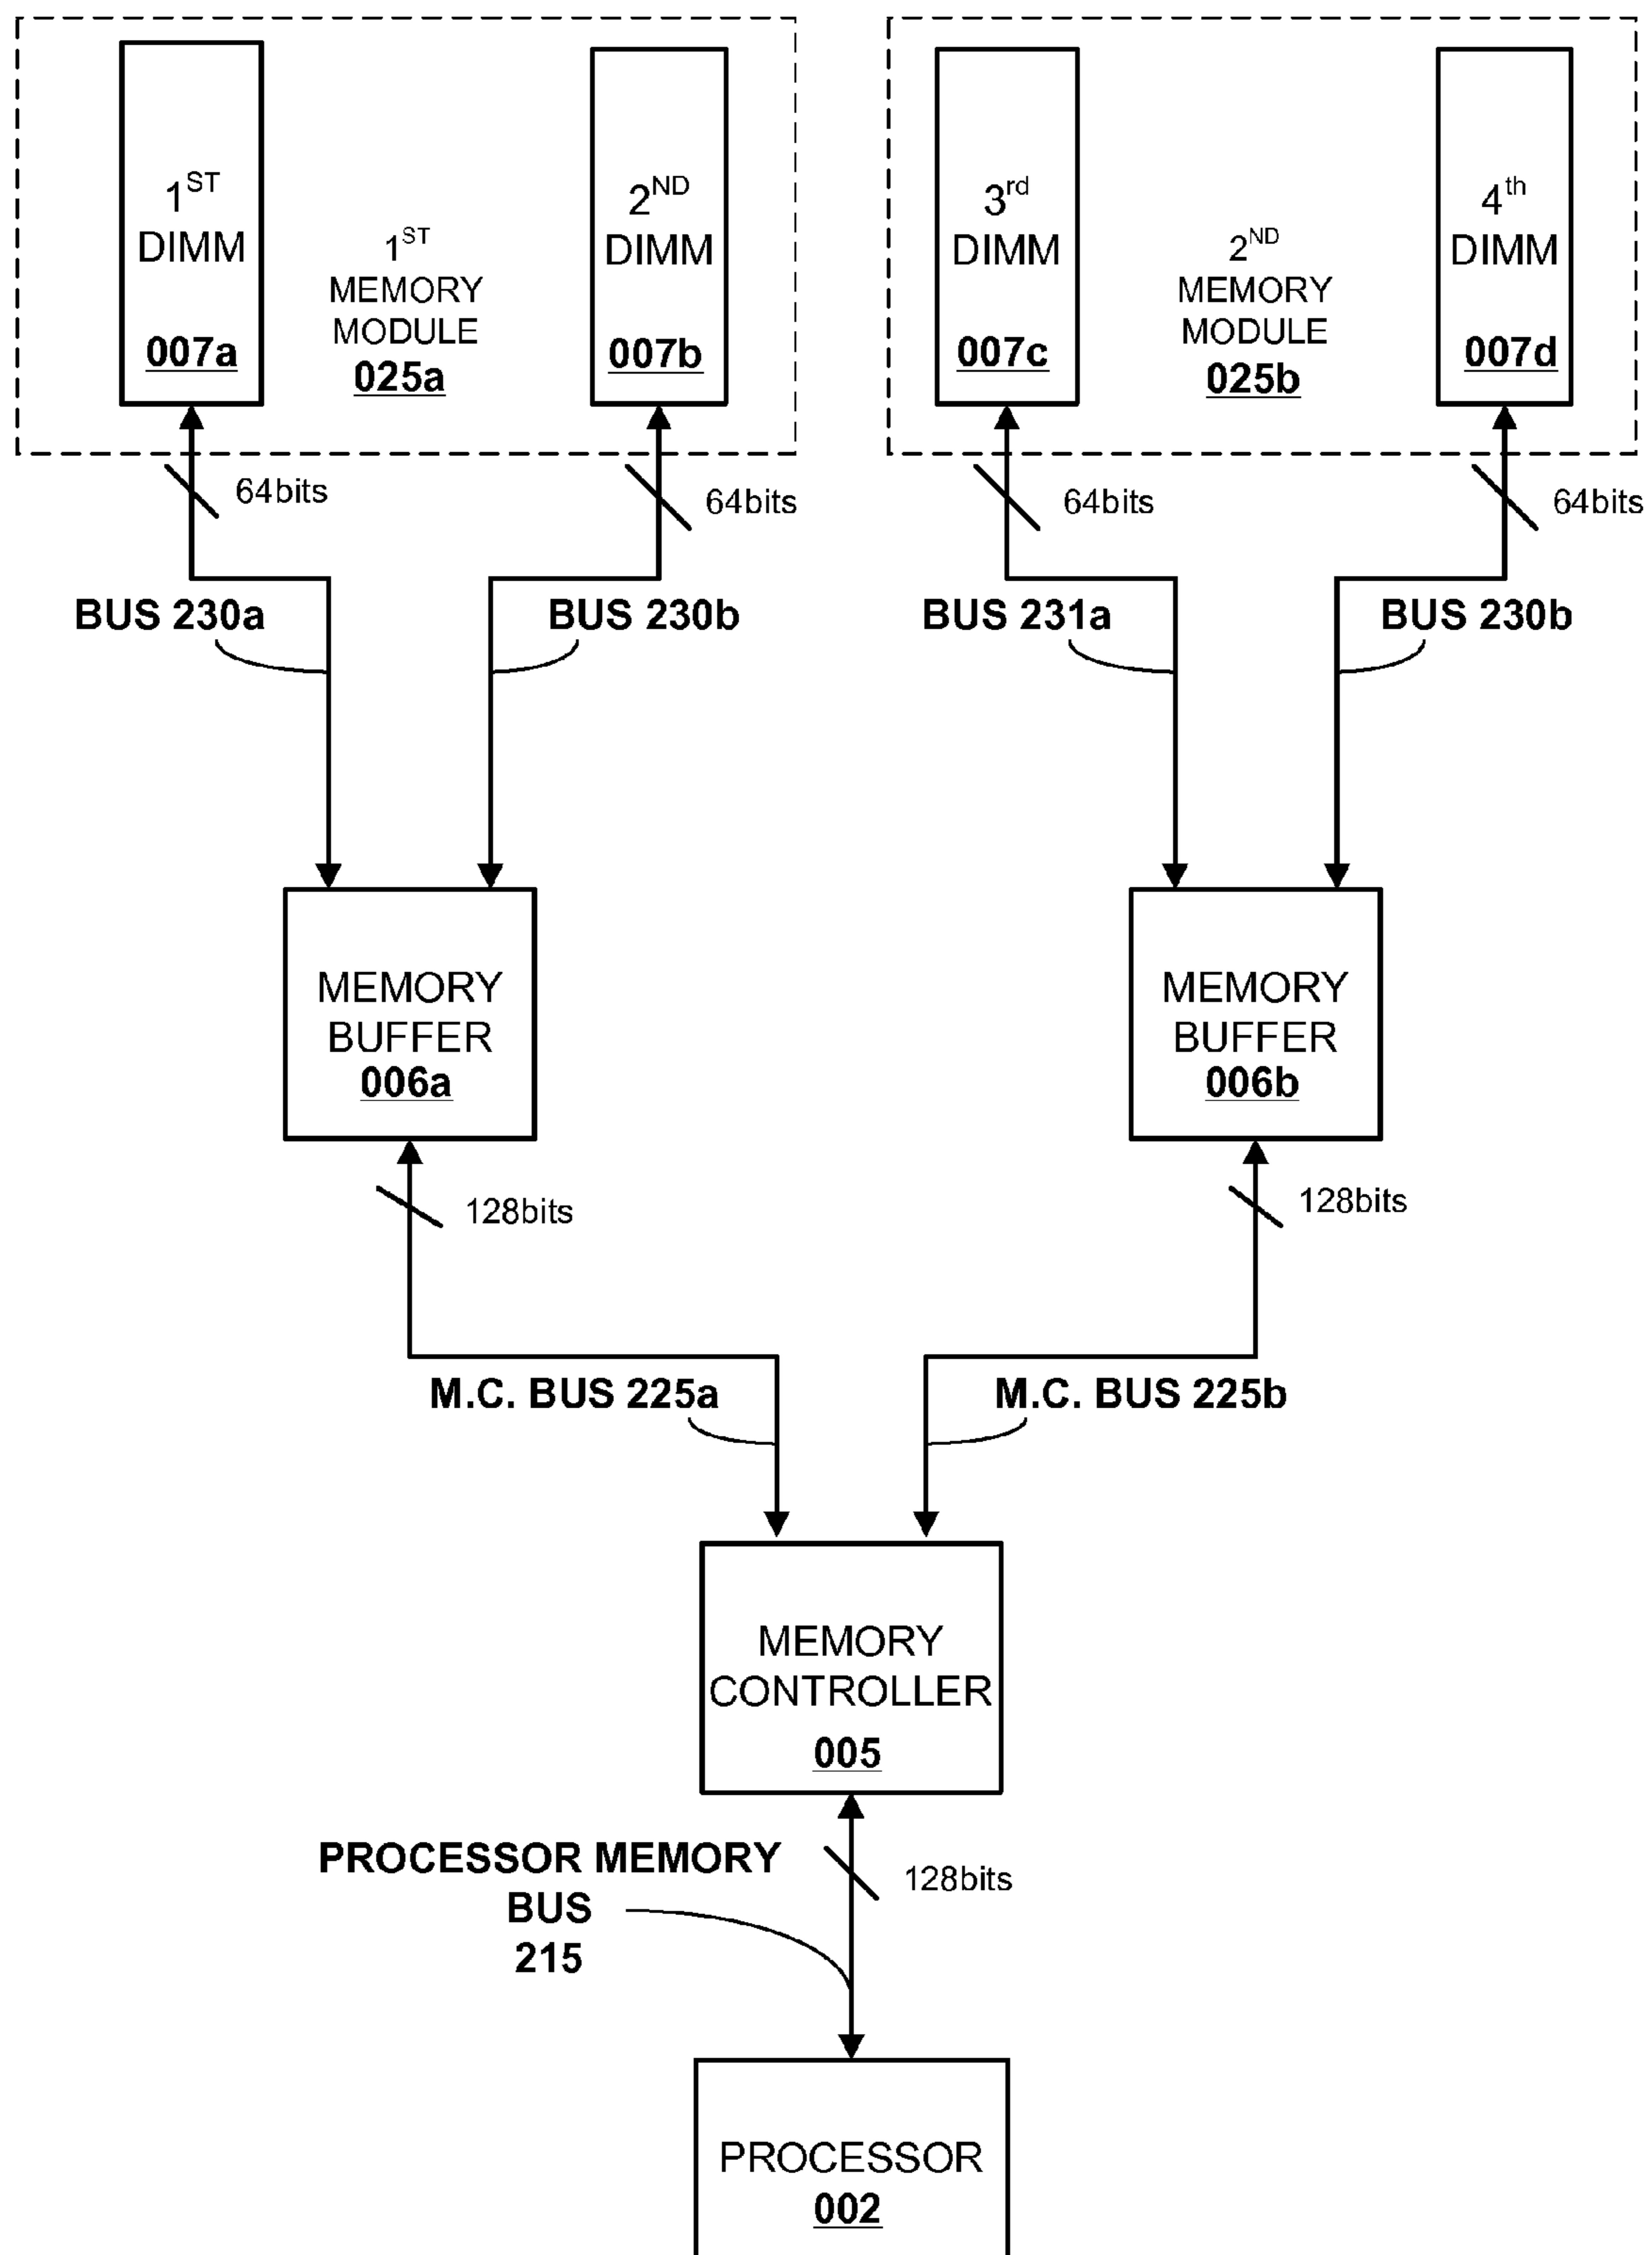 1ST
DIMM
007a
1ST
MEMORY
MODULE
025a
2ND
DIMM
007b
3rd
DIMM
007c
2ND
MEMORY
MODULE
025b
4th
DIMM
007d
64bits
64bits
64bits
64bits
BUS 230a
BUS 230b
BUS 231a
BUS 230b
MEMORY
BUFFER
006a
MEMORY
BUFFER
006b
128bits
128bits
M.C. BUS 225a
M.C. BUS 225b
MEMORY
CONTROLLER
005
PROCESSOR MEMORY
BUS
215
128bits
PROCESSOR
002